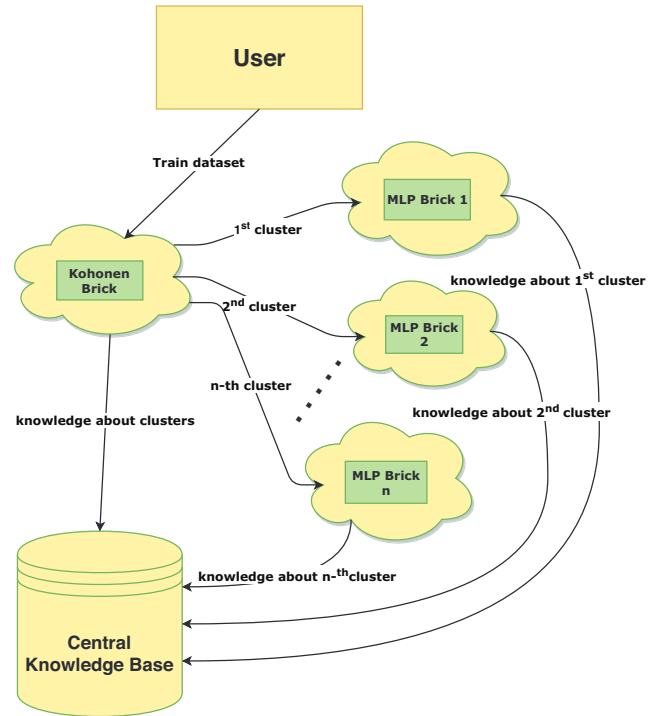 User
Train dataset
MLP Brick 1
1st cluster
Kohonen
Brick
knowledge about 1st cluster
2nd cluster
MLP Brick
2
n-th cluster
knowledge about 2nd cluster
knowledge about clusters
MLP Brick
n
knowledge about n-thcluster
Central
Knowledge Base